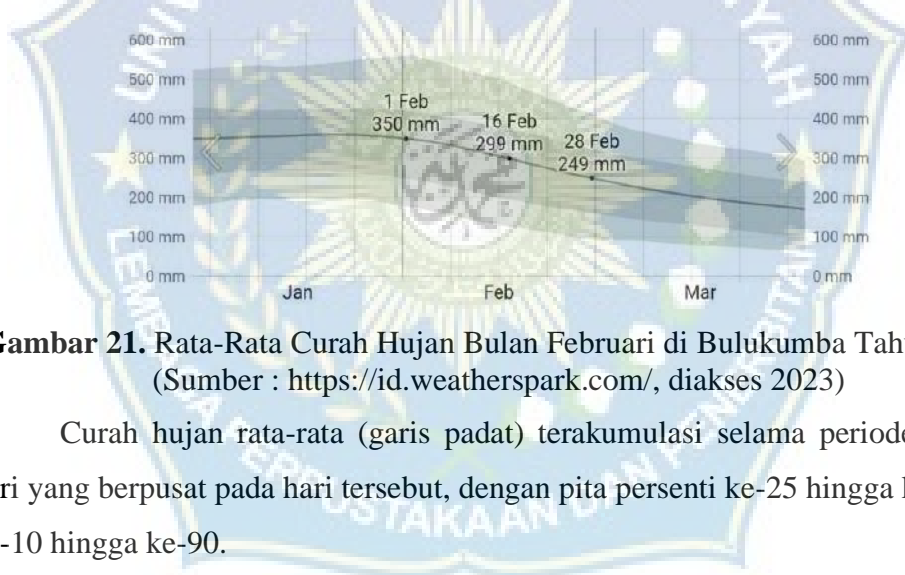 600 mm 600 mm
500 mm 500 mm
400 mm 400 mm
300 mm 300 mm
200 mm 200 mm
100 mm 100 mm
0 mm 0 mm
1 Feb
350 mm
16 Feb
299 mm
28 Feb
249 mm
Jan Feb Mar
Gambar 21. Rata-Rata Curah Hujan Bulan Februari di Bulukumba
(Sumber : https://id.weatherspark.com/, diakses 2023)
Curah hujan rata-rata (garis padat) terakumulasi selama periode
yang berpusat pada hari tersebut, dengan pita persenti ke-25 hingga
-10 hingga ke-90.
LEMBAGA PERPUSTAKAAN DAN PENERBITAN